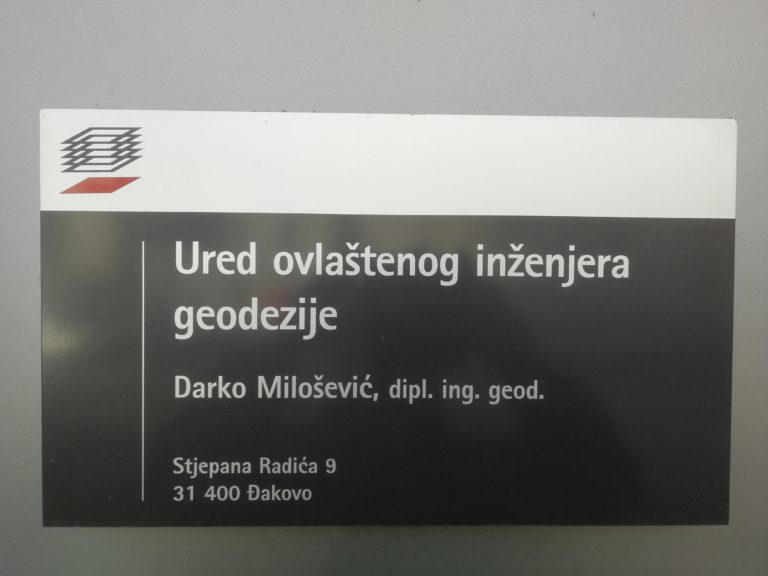 Ured ovlaštenog inženjera
geodezije
Darko Milošević, dipl. ing. geod.
Stjepana Radića 9
31 400 Đakovo